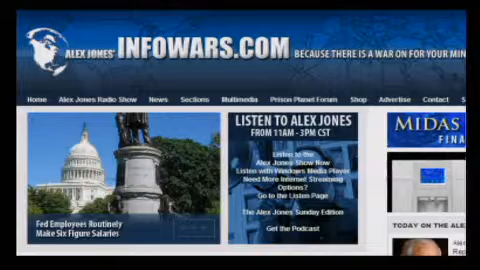 ALEX JONES' INFOWARS.COM BECAUSE THERE IS A WAR ON FOR YOUR MIN
Home Alex Jones Radio Show News Sections Multimedia Prison Planet Forum Shop Advertise Contact S
LISTEN TO ALEX JONES
FROM 11AM - 3PM CST
Listen to the
Alex Jones Show Now
Listen with Windows Media Player
Need More Internet Streaming
Options?
Go to the Listen Page
The Alex Jones Sunday Edition
Get the Podcast
Fed Employees Routinely
Make Six Figure Salaries
MIDAS
FINA
TODAY ON THE ALE
Alex
Rep